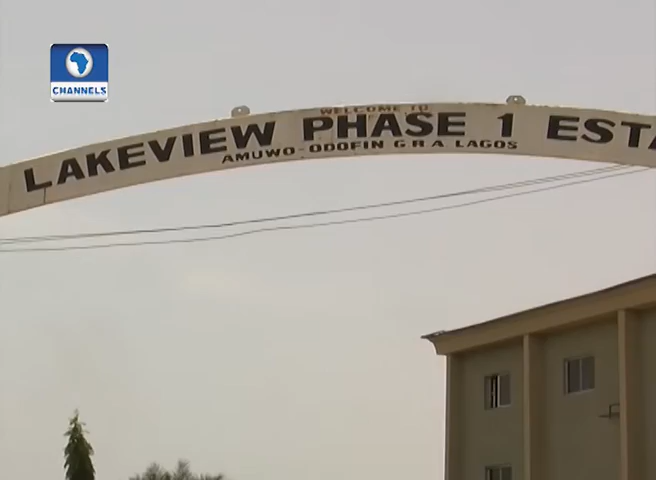 CHANNELS
WELCOME TO
LAKEVIEW PHASE 1 ESTA
AMUWO-ODOFIN G R A LAGOS